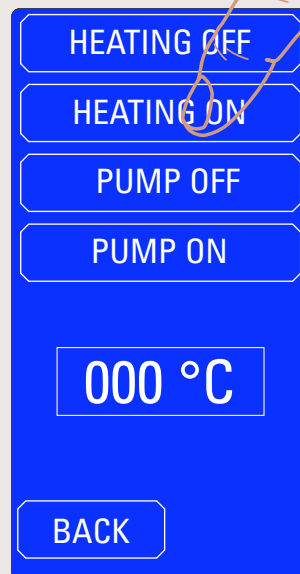 HEATING OFF
HEATING ON
PUMP OFF
PUMP ON
000 °C
BACK